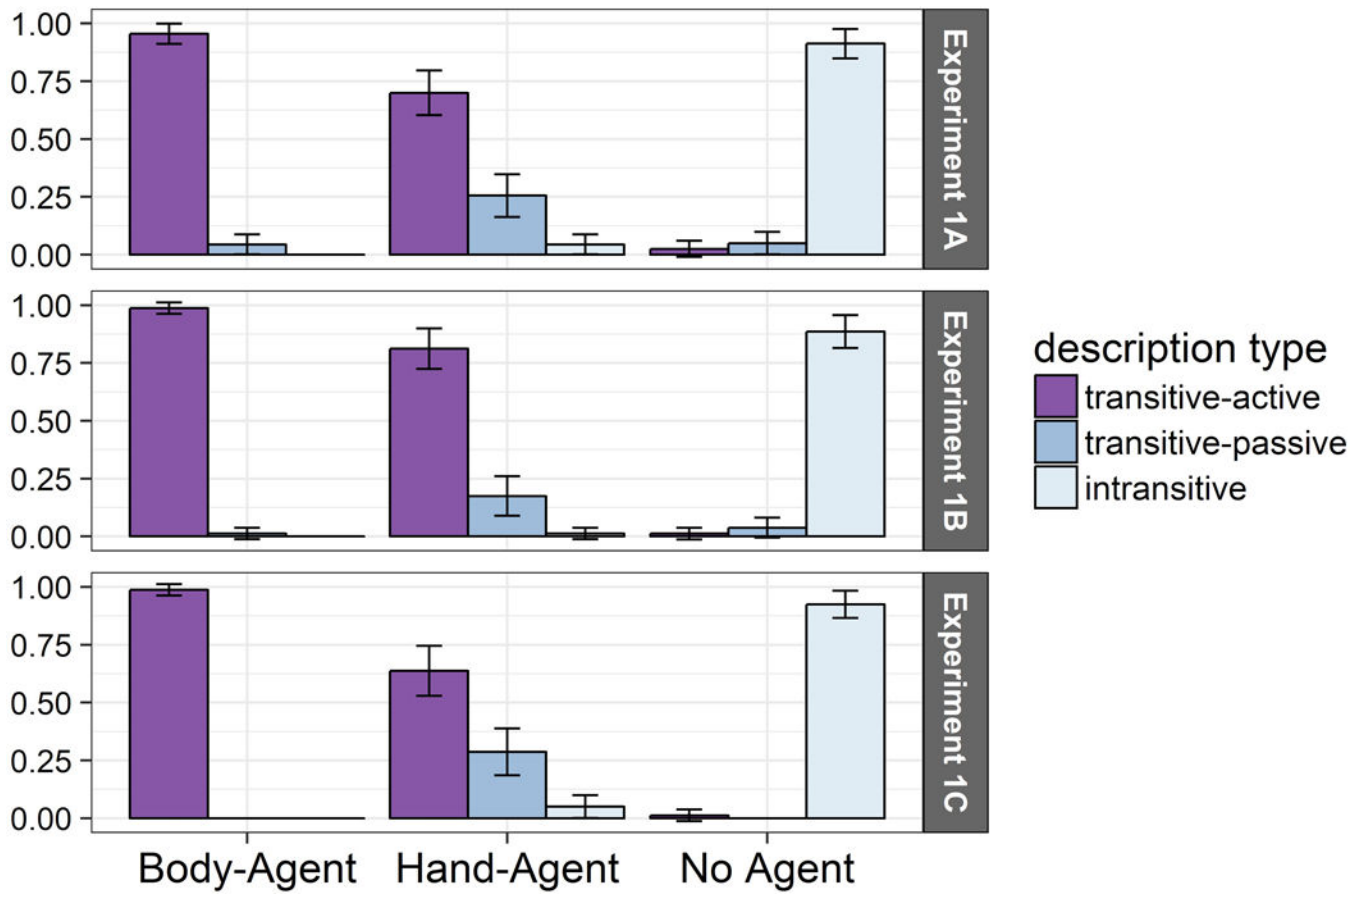 1.00
0.75
0.50
0.25
0.00
Experiment 1A
1.00
0.75
0.50
0.25
0.00
Experiment 1B
1.00
0.75
0.50
0.25
0.00
Experiment 1C
Body-Agent
Hand-Agent
No Agent
description type
transitive-active
transitive-passive
intransitive